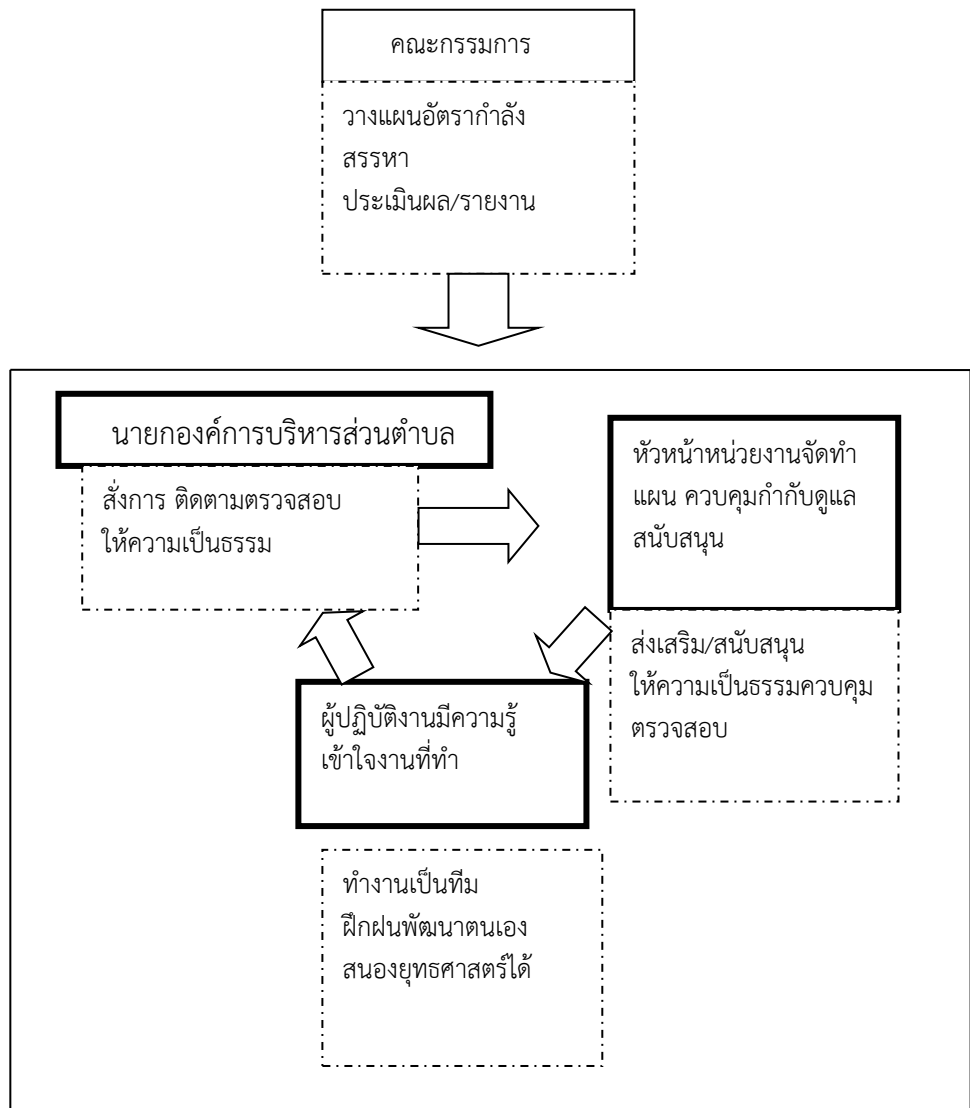 คณะกรรมการ
วางแผนอัตรากำลัง
สรรหา
ประเมินผล/รายงาน
นายกองค์การบริหารส่วนตำบล
สั่งการ ติดตามตรวจสอบ
ให้ความเป็นธรรม
หัวหน้าหน่วยงานจัดทำ
แผน ควบคุมกำกับดูแล
สนับสนุน
ส่งเสริม/สนับสนุน
ให้ความเป็นธรรมควบคุม
ตรวจสอบ
ผู้ปฏิบัติงานมีความรู้
เข้าใจงานที่ทำ
ทำงานเป็นทีม
ฝึกฝนพัฒนาตนเอง
สนองยุทธศาสตร์ได้